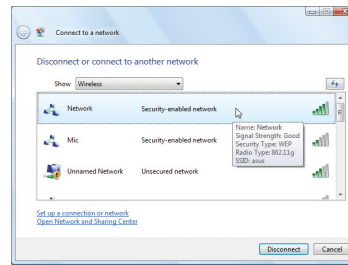 Connect to a network
Disconnect or connect to another network
Show Wireless
Network Security-enabled network
Name: Network
Signal Strength: Good
Security Type: WEP
Radio Type: 802.11g
SSID: asus
Mic Security-enabled network
Unnamed Network Unsecured network
Set up a connection or network
Open Network and Sharing Center
Disconnect Cancel